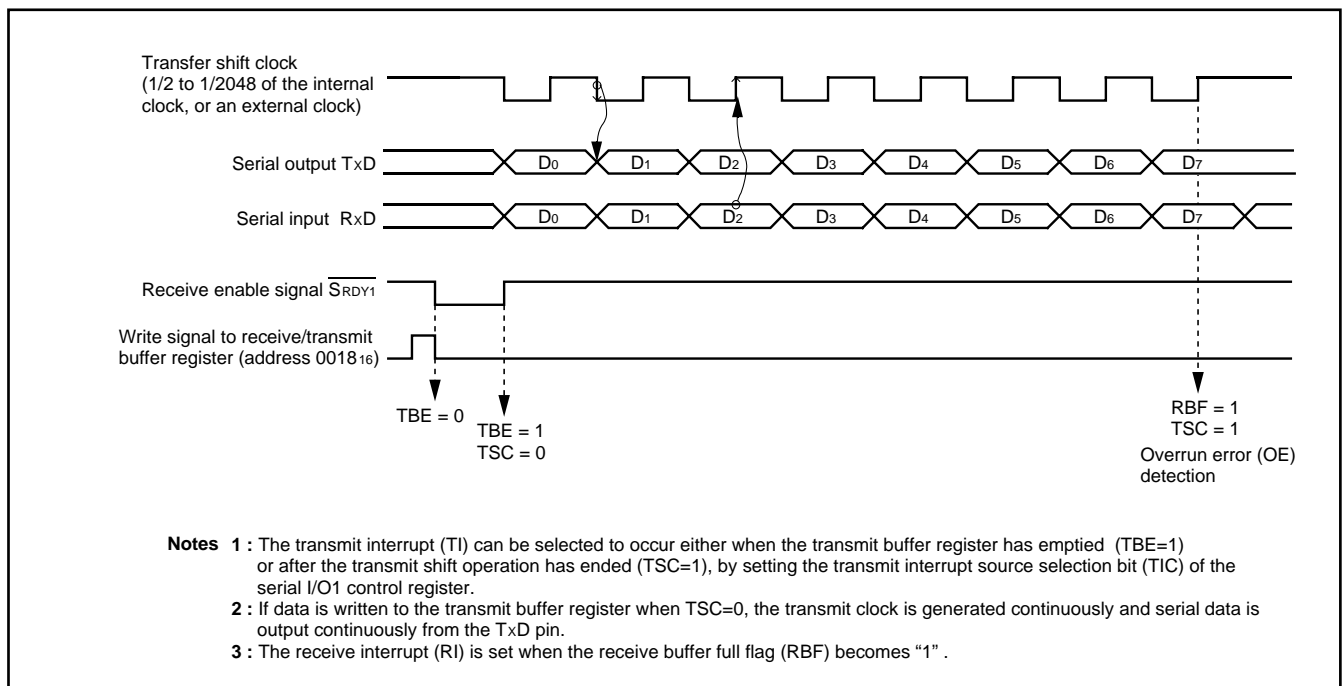 Transfer shift clock
(1/2 to 1/2048 of the internal
clock, or an external clock)
Serial output TxD D0 D1 D2 D3 D4 D5 D6 D7
Serial input RxD D0 D1 D2 D3 D4 D5 D6 D7
Receive enable signal S̅R̅D̅Y̅1̅
Write signal to receive/transmit
buffer register (address 001816)
TBE = 0
TBE = 1
TSC = 0
RBF = 1
TSC = 1
Overrun error (OE)
detection
Notes 1 : The transmit interrupt (TI) can be selected to occur either when the transmit buffer register has emptied (TBE=1)
or after the transmit shift operation has ended (TSC=1), by setting the transmit interrupt source selection bit (TIC) of the
serial I/O1 control register.
2 : If data is written to the transmit buffer register when TSC=0, the transmit clock is generated continuously and serial data is
output continuously from the TxD pin.
3 : The receive interrupt (RI) is set when the receive buffer full flag (RBF) becomes “1” .